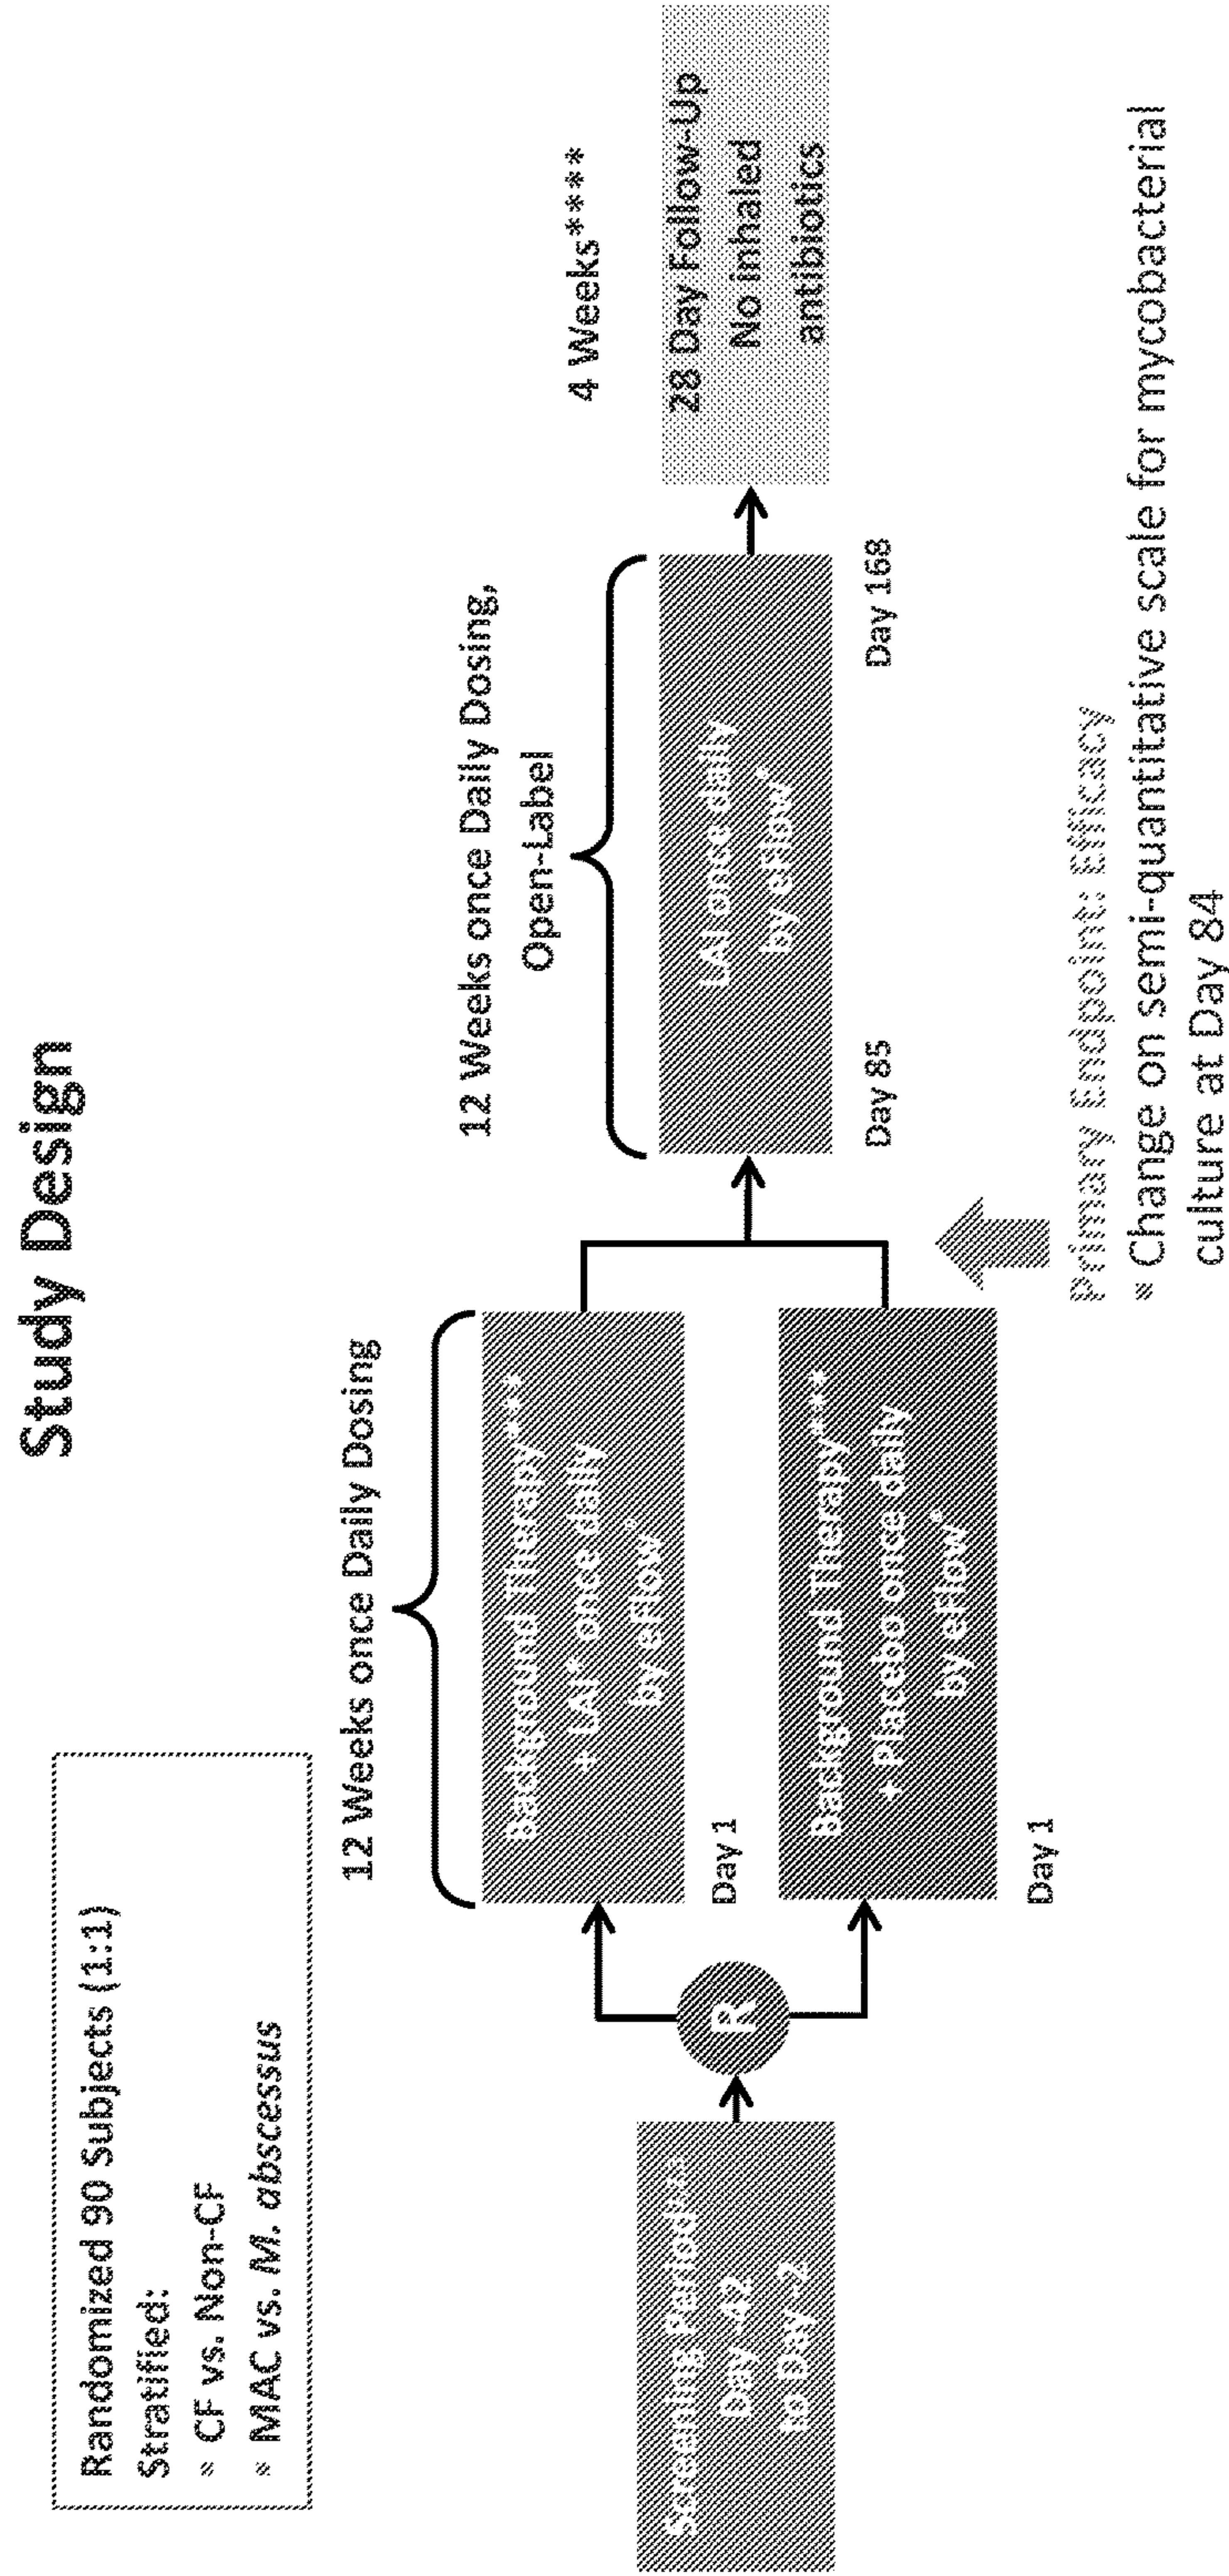 Study Design
Randomized 90 Subjects (1:1)
Stratified:
» CF vs. Non-CF
» MAC vs. M. abscessus
Screening Period**
Day -42
to Day -2
R
12 Weeks once Daily Dosing
Background Therapy***
+ LAI* once daily
by eFlow®
Day 1
Background Therapy***
+ Placebo once daily
by eFlow®
Day 1
12 Weeks once Daily Dosing,
Open-Label
LAI once daily
by eFlow®
Day 85
Day 168
4 Weeks****
28 Day Follow-Up
No inhaled
antibiotics
Primary Endpoint: Efficacy
» Change on semi-quantitative scale for mycobacterial
culture at Day 84